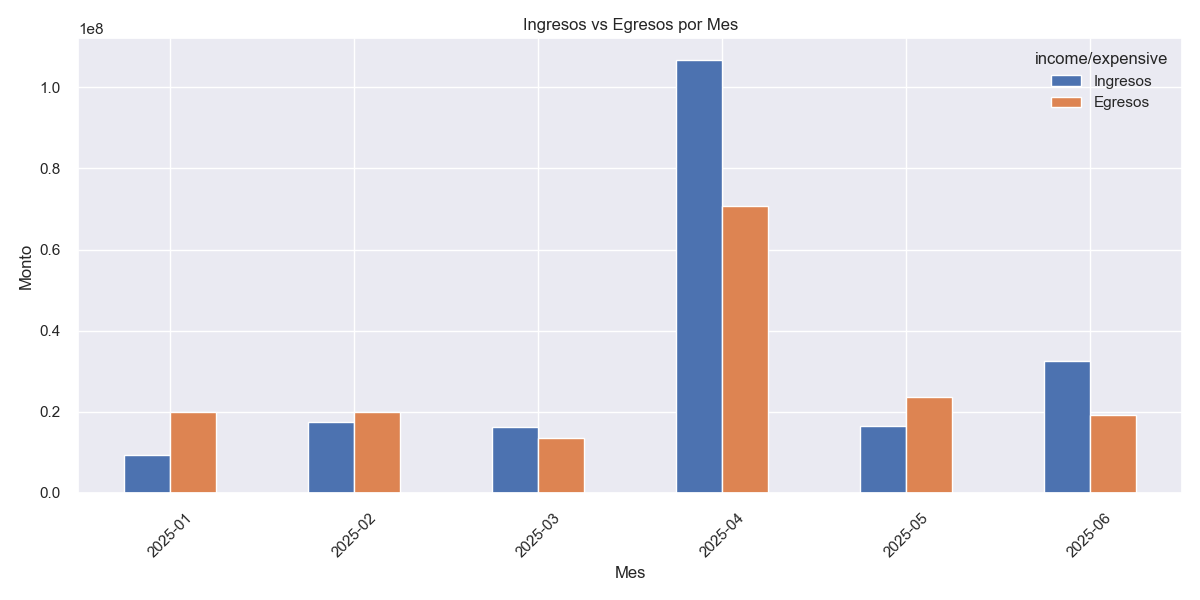 Ingresos vs Egresos por Mes
1e8
income/expensive
Ingresos
Egresos
1.0
0.8
0.6
0.4
0.2
0.0
Monto
2025-01
2025-02
2025-03
2025-04
2025-05
2025-06
Mes